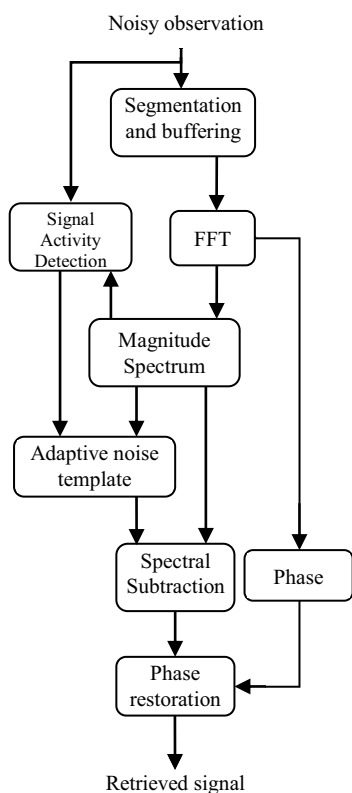 Noisy observation
Segmentation
and buffering
Signal
Activity
Detection
FFT
Magnitude
Spectrum
Adaptive noise
template
Spectral
Subtraction
Phase
Phase
restoration
Retrieved signal